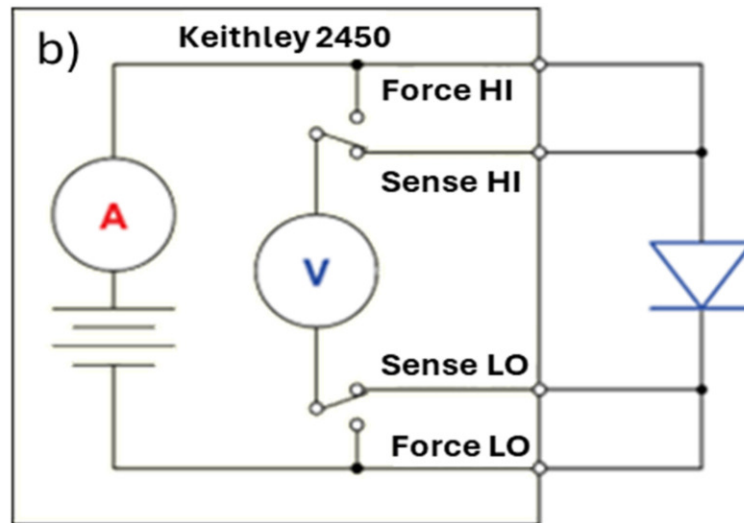 b)
Keithley 2450
Force HI
Sense HI
A
V
Sense LO
Force LO